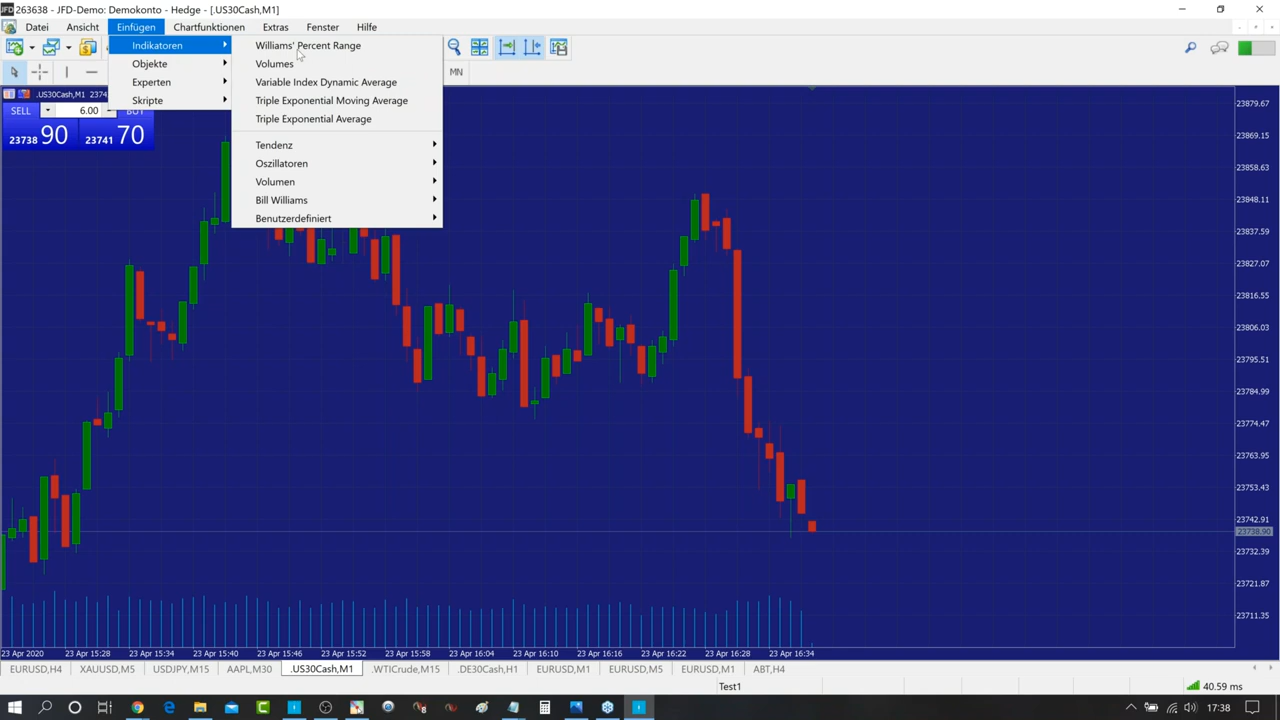 263638 - JFD-Demo: Demokonto - Hedge - [.US30Cash,M1]
Datei Ansicht Einfügen Chartfunktionen Extras Fenster Hilfe
Indikatoren
Objekte
Experten
Skripte
Williams' Percent Range
Volumes
Variable Index Dynamic Average
Triple Exponential Moving Average
Triple Exponential Average
Tendenz
Oszillatoren
Volumen
Bill Williams
Benutzerdefiniert
MN
.US30Cash,M1
SELL 6.00 BUY
23738 90 23741 70
23879.67
23869.15
23858.63
23848.11
23837.59
23827.07
23816.55
23806.03
23795.51
23784.99
23774.47
23763.95
23753.43
23742.91
23738.90
23732.39
23721.87
23711.35
23 Apr 2020 23 Apr 15:28 23 Apr 15:40 23 Apr 15:46 23 Apr 15:52 23 Apr 15:58 23 Apr 16:04 23 Apr 16:10 23 Apr 16:16 23 Apr 16:22 23 Apr 16:28 23 Apr 16:34
EURUSD,H4 XAUUSD,M5 USDJPY,M15 AAPL,M30 .US30Cash,M1 .WTICrude,M15 .DE30Cash,H1 EURUSD,M1 EURUSD,M5 EURUSD,M1 ABT,H4
Test1 40.59 ms
17:38